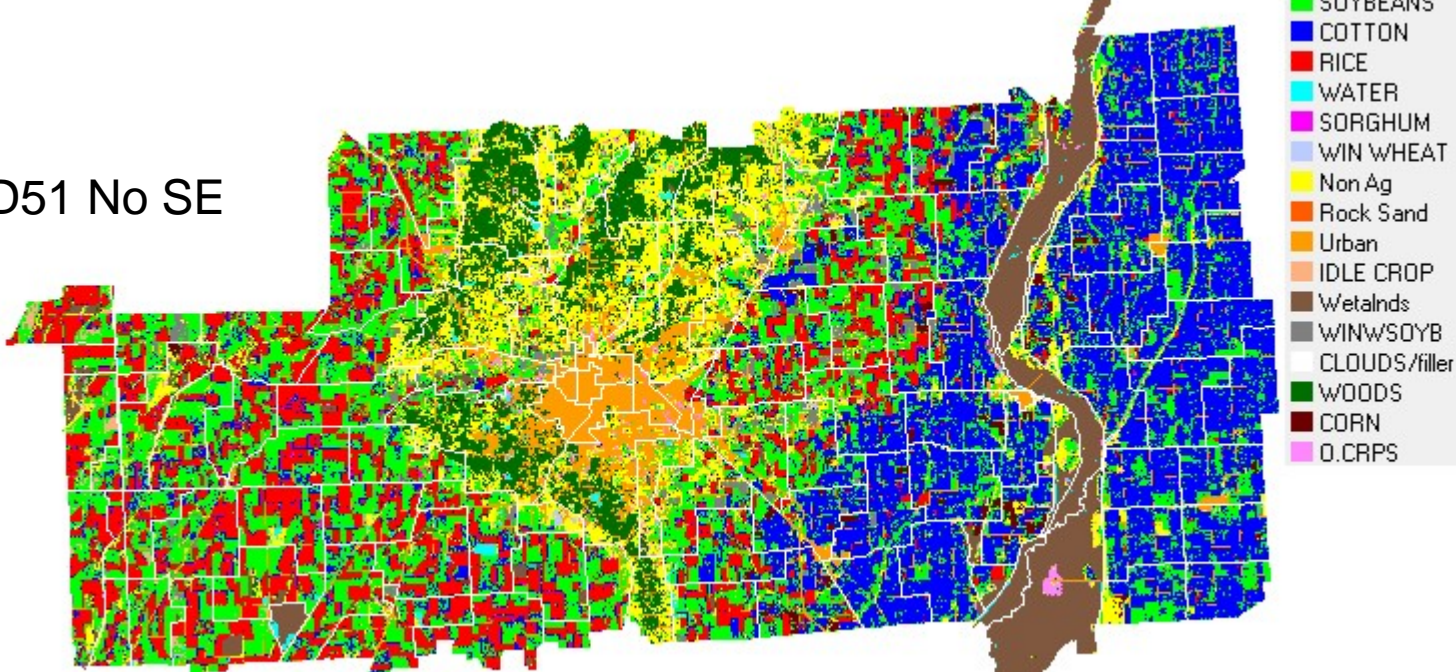 D51 No SE
SOYBEANS
COTTON
RICE
WATER
SORGHUM
WIN WHEAT
Non Ag
Rock Sand
Urban
IDLE CROP
Wetalnds
WINWSOYB
CLOUDS/filler
WOODS
CORN
O.CRPS